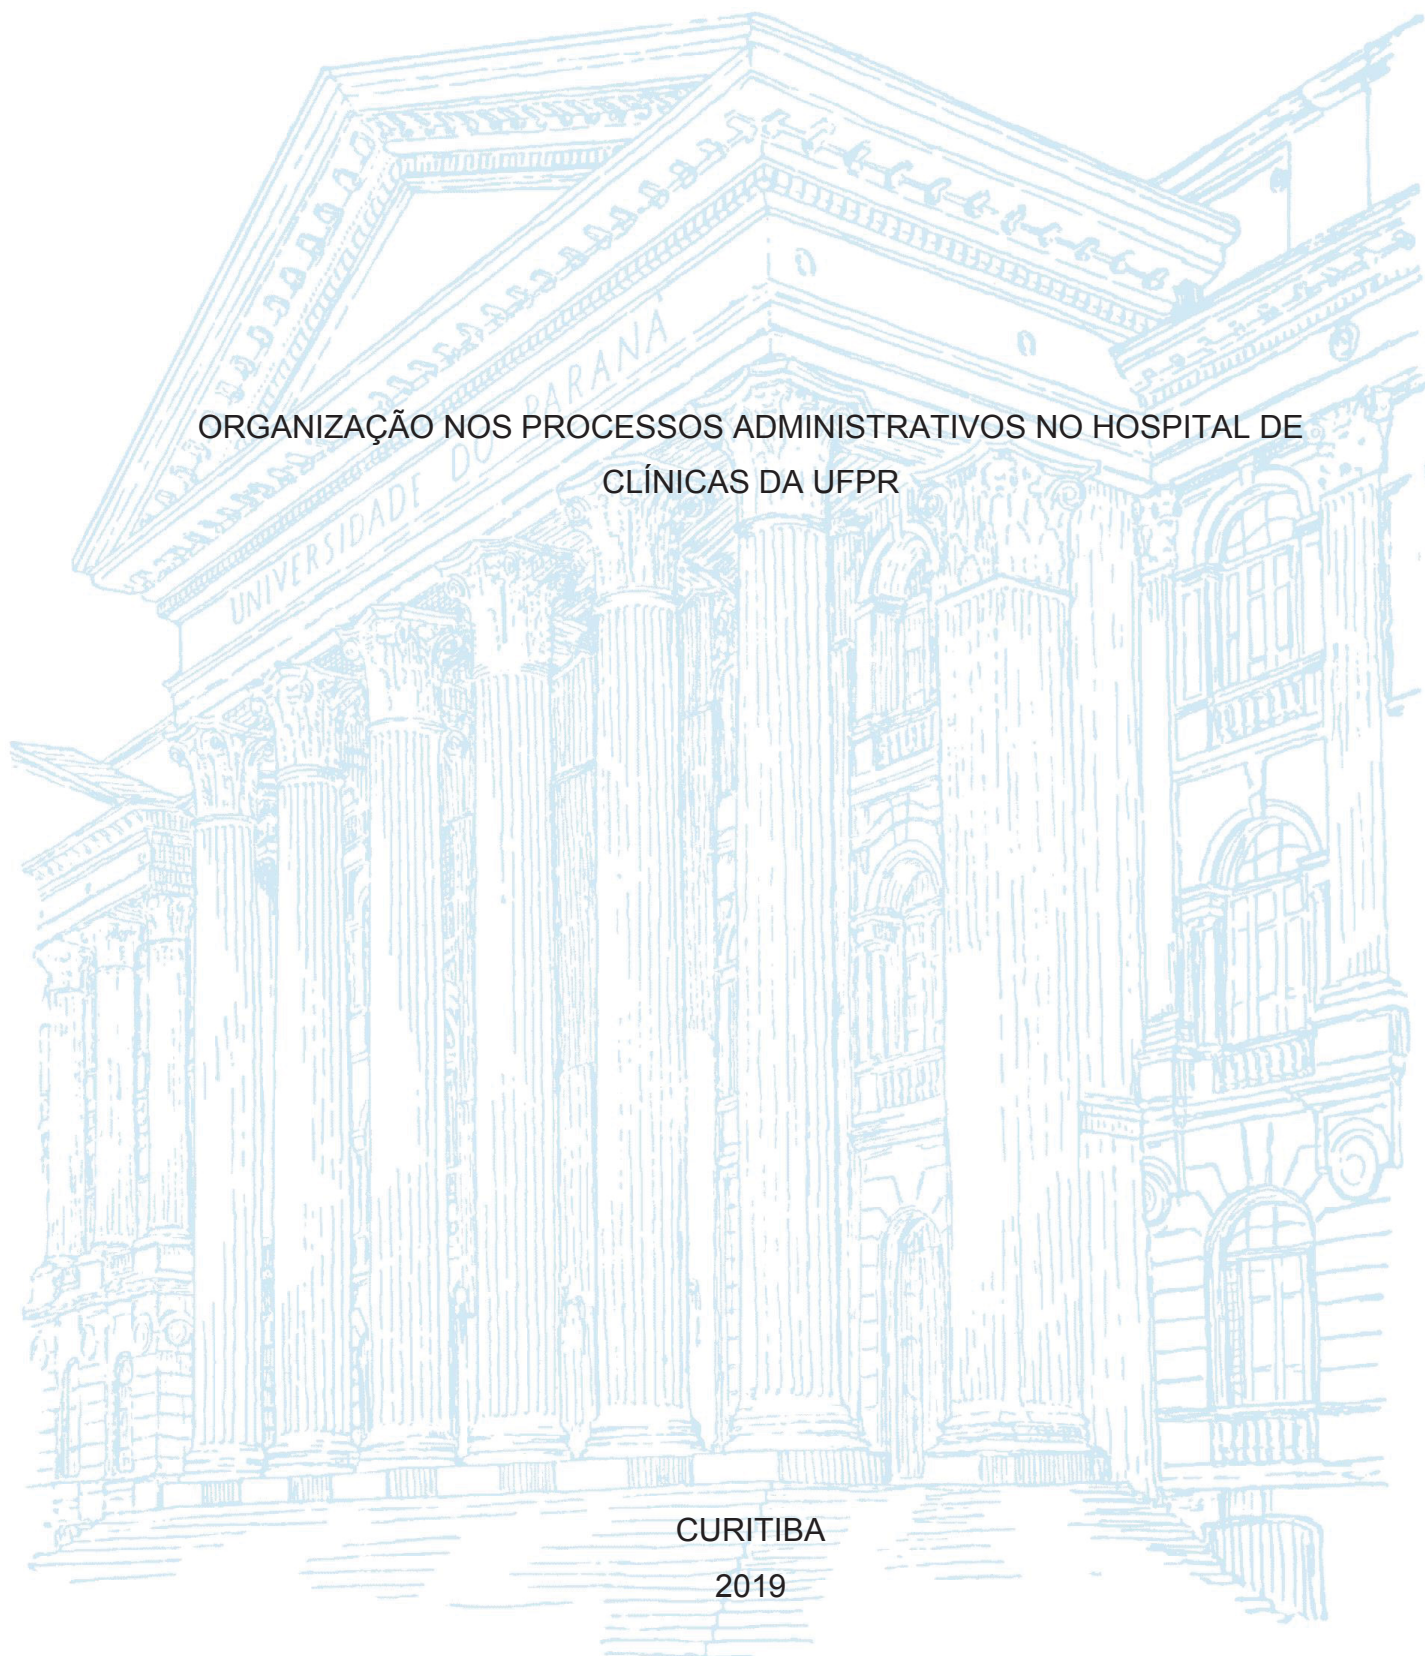 UNIVERSIDADE DO PARANÁ
ORGANIZAÇÃO NOS PROCESSOS ADMINISTRATIVOS NO HOSPITAL DE
CLÍNICAS DA UFPR
CURITIBA
2019